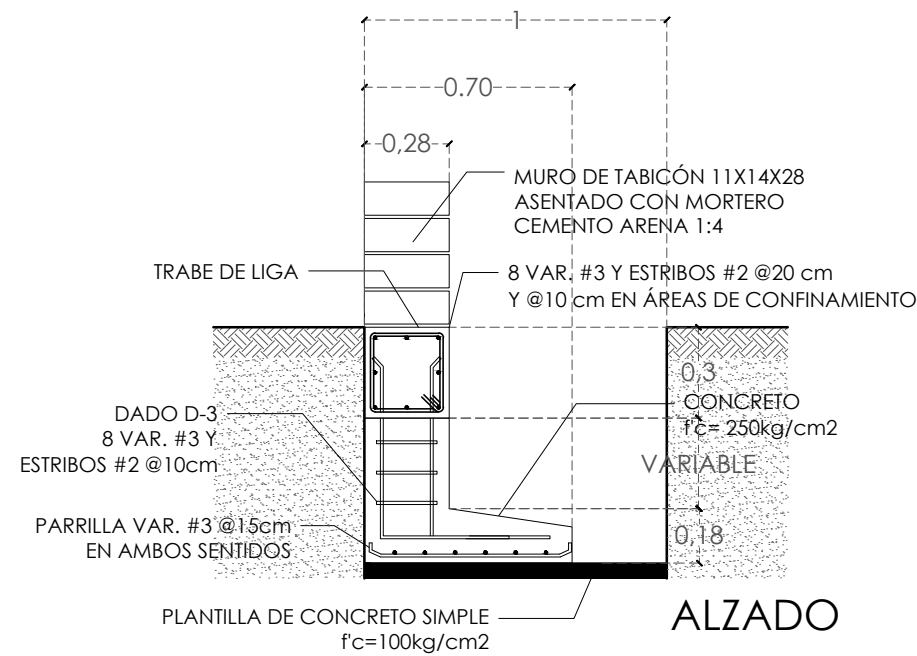 1
0.70
0,28
MURO DE TABICÓN 11X14X28
ASENTADO CON MORTERO
CEMENTO ARENA 1:4
TRABE DE LIGA
8 VAR. #3 Y ESTRIBOS #2 @20 cm
Y @10 cm EN ÁREAS DE CONFINAMIENTO
0,3
CONCRETO
f'c= 250kg/cm2
DADO D-3
8 VAR. #3 Y
ESTRIBOS #2 @10cm
VARIABLE
PARRILLA VAR. #3 @15cm
EN AMBOS SENTIDOS
0,18
PLANTILLA DE CONCRETO SIMPLE
f'c=100kg/cm2
ALZADO